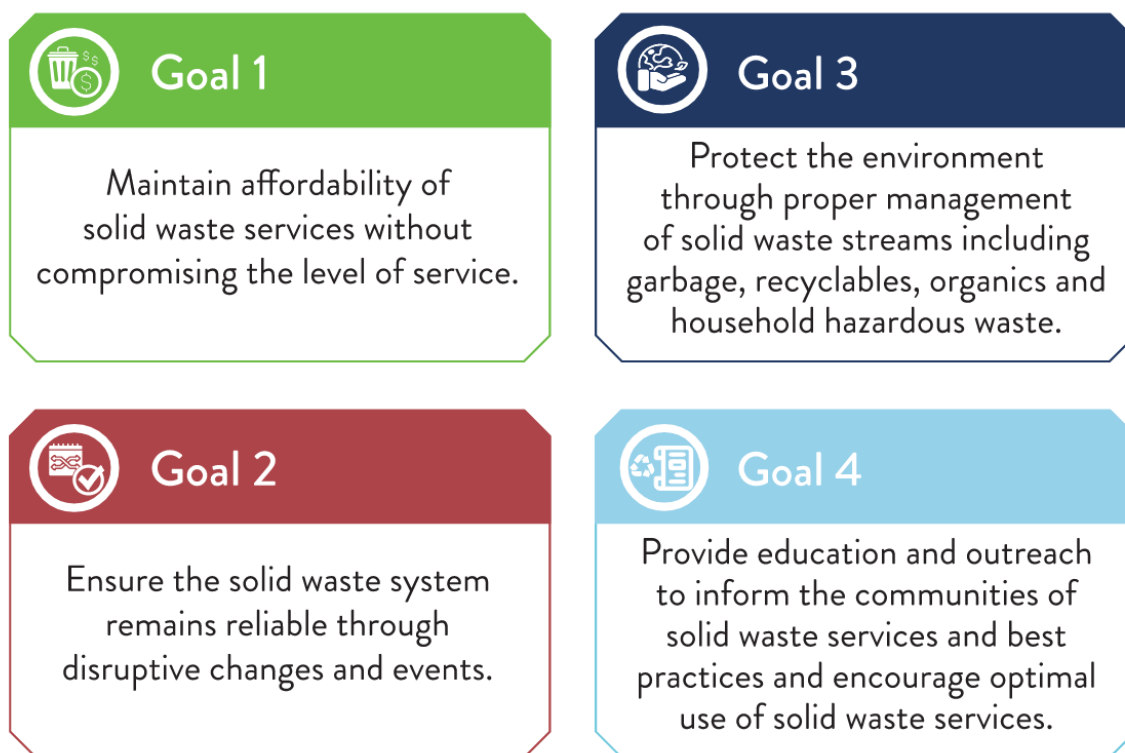 Goal 1
Maintain affordability of
solid waste services without
compromising the level of service.
Goal 2
Ensure the solid waste system
remains reliable through
disruptive changes and events.
Goal 3
Protect the environment
through proper management
of solid waste streams including
garbage, recyclables, organics and
household hazardous waste.
Goal 4
Provide education and outreach
to inform the communities of
solid waste services and best
practices and encourage optimal
use of solid waste services.